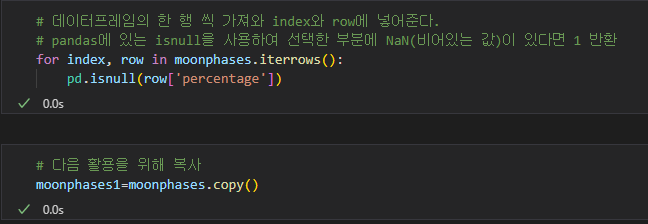 # 데이터프레임의 한 행 씩 가져와 index와 row에 넣어준다.
# pandas에 있는 isnull을 사용하여 선택한 부분에 NaN(비어있는 값)이 있다면 1 반환
for index, row in moonphases.iterrows():
    pd.isnull(row['percentage'])
✓ 0.0s
# 다음 활용을 위해 복사
moonphases1=moonphases.copy()
✓ 0.0s